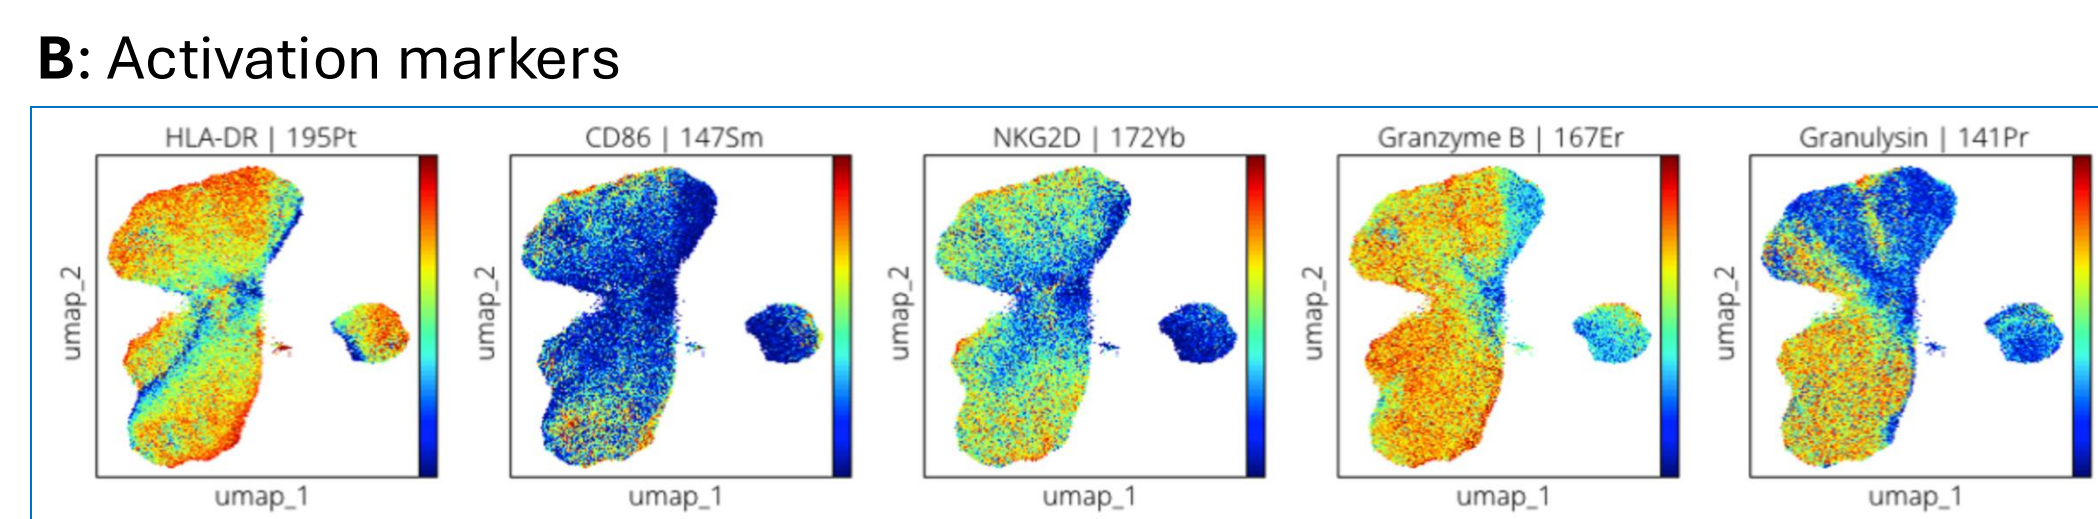 B: Activation markers
HLA-DR | 195Pt
CD86 | 147Sm
NKG2D | 172Yb
Granzyme B | 167Er
Granulysin | 141Pr
umap_2
umap_2
umap_2
umap_2
umap_2
umap_1
umap_1
umap_1
umap_1
umap_1